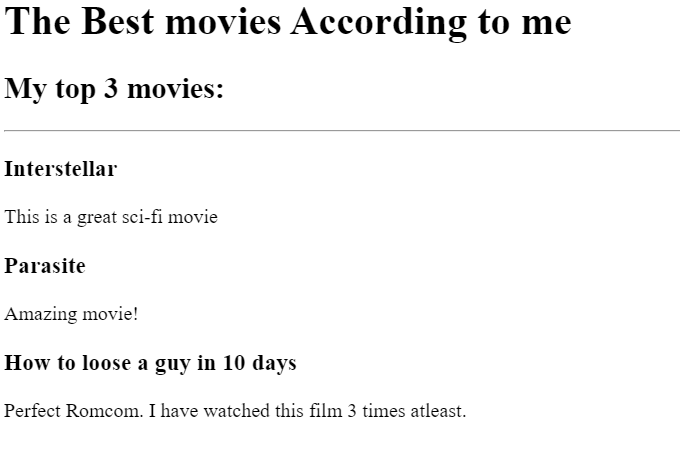 The Best movies According to me
My top 3 movies:
Interstellar
This is a great sci-fi movie
Parasite
Amazing movie!
How to loose a guy in 10 days
Perfect Romcom. I have watched this film 3 times atleast.